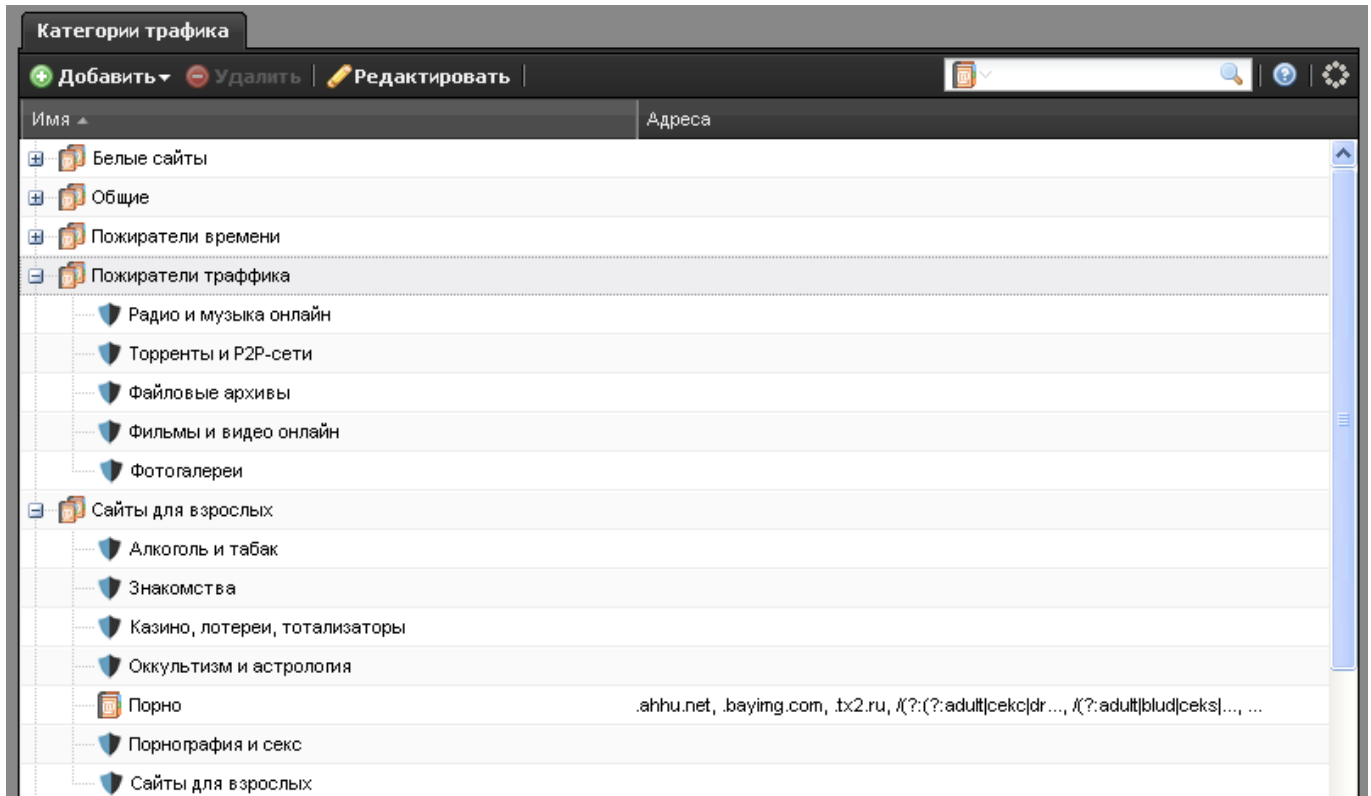 Категории трафика
Добавить Удалить Редактировать
Имя Адреса
Белые сайты
Общие
Пожиратели времени
Пожиратели траффика
Радио и музыка онлайн
Торренты и P2P-сети
Файловые архивы
Фильмы и видео онлайн
Фотогалереи
Сайты для взрослых
Алкоголь и табак
Знакомства
Казино, лотереи, тотализаторы
Оккультизм и астрология
Порно .ahhu.net, .bayimg.com, .tx2.ru, /(?:(?:adult|cekc|dr..., /(?:adult|blud|ceks|..., ...
Порнография и секс
Сайты для взрослых